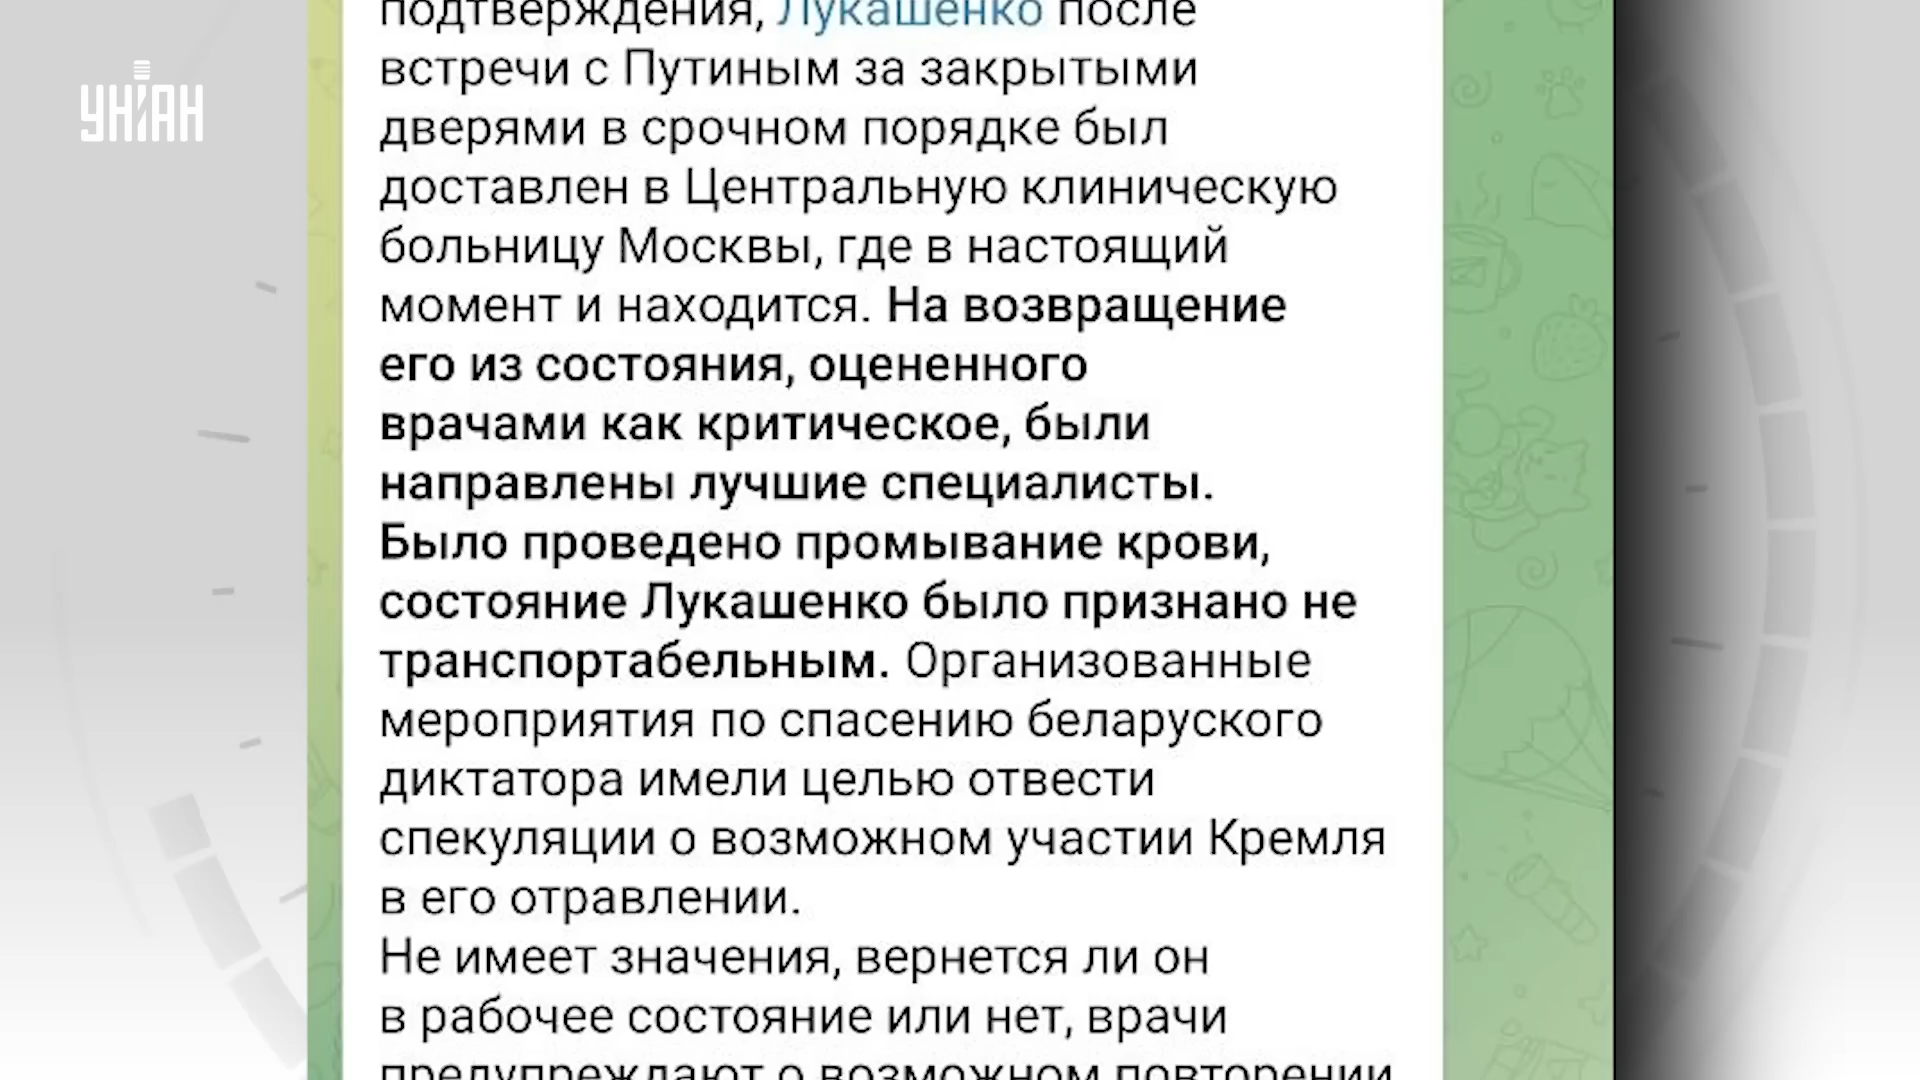 подтверждения, Лукашенко после
встречи с Путиным за закрытыми
УНІАН
дверями в срочном порядке был
доставлен в Центральную клиническую
больницу Москвы, где в настоящий
момент и находится. На возвращение
его из состояния, оцененного
врачами как критическое, были
направлены лучшие специалисты.
Было проведено промывание крови,
состояние Лукашенко было признано не
транспортабельным. Организованные
мероприятия по спасению беларуского
диктатора имели целью отвести
спекуляции о возможном участии Кремля
в его отравлении.
Не имеет значения, вернется ли он
в рабочее состояние или нет, врачи
предупреждают о возможном повторении